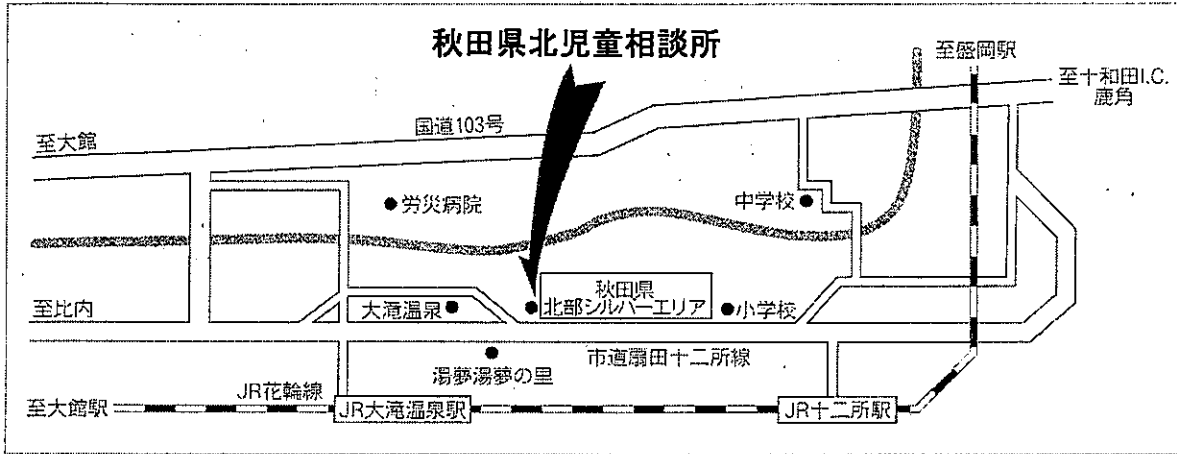 秋田県北児童相談所
至盛岡駅
至十和田I.C.
鹿角
国道103号
至大館
労災病院
中学校
秋田県
北部シルバーエリア
至比内
大滝温泉
小学校
市道扇田十二所線
湯夢湯夢の里
JR花輪線
至大館駅
JR大滝温泉駅
JR十二所駅